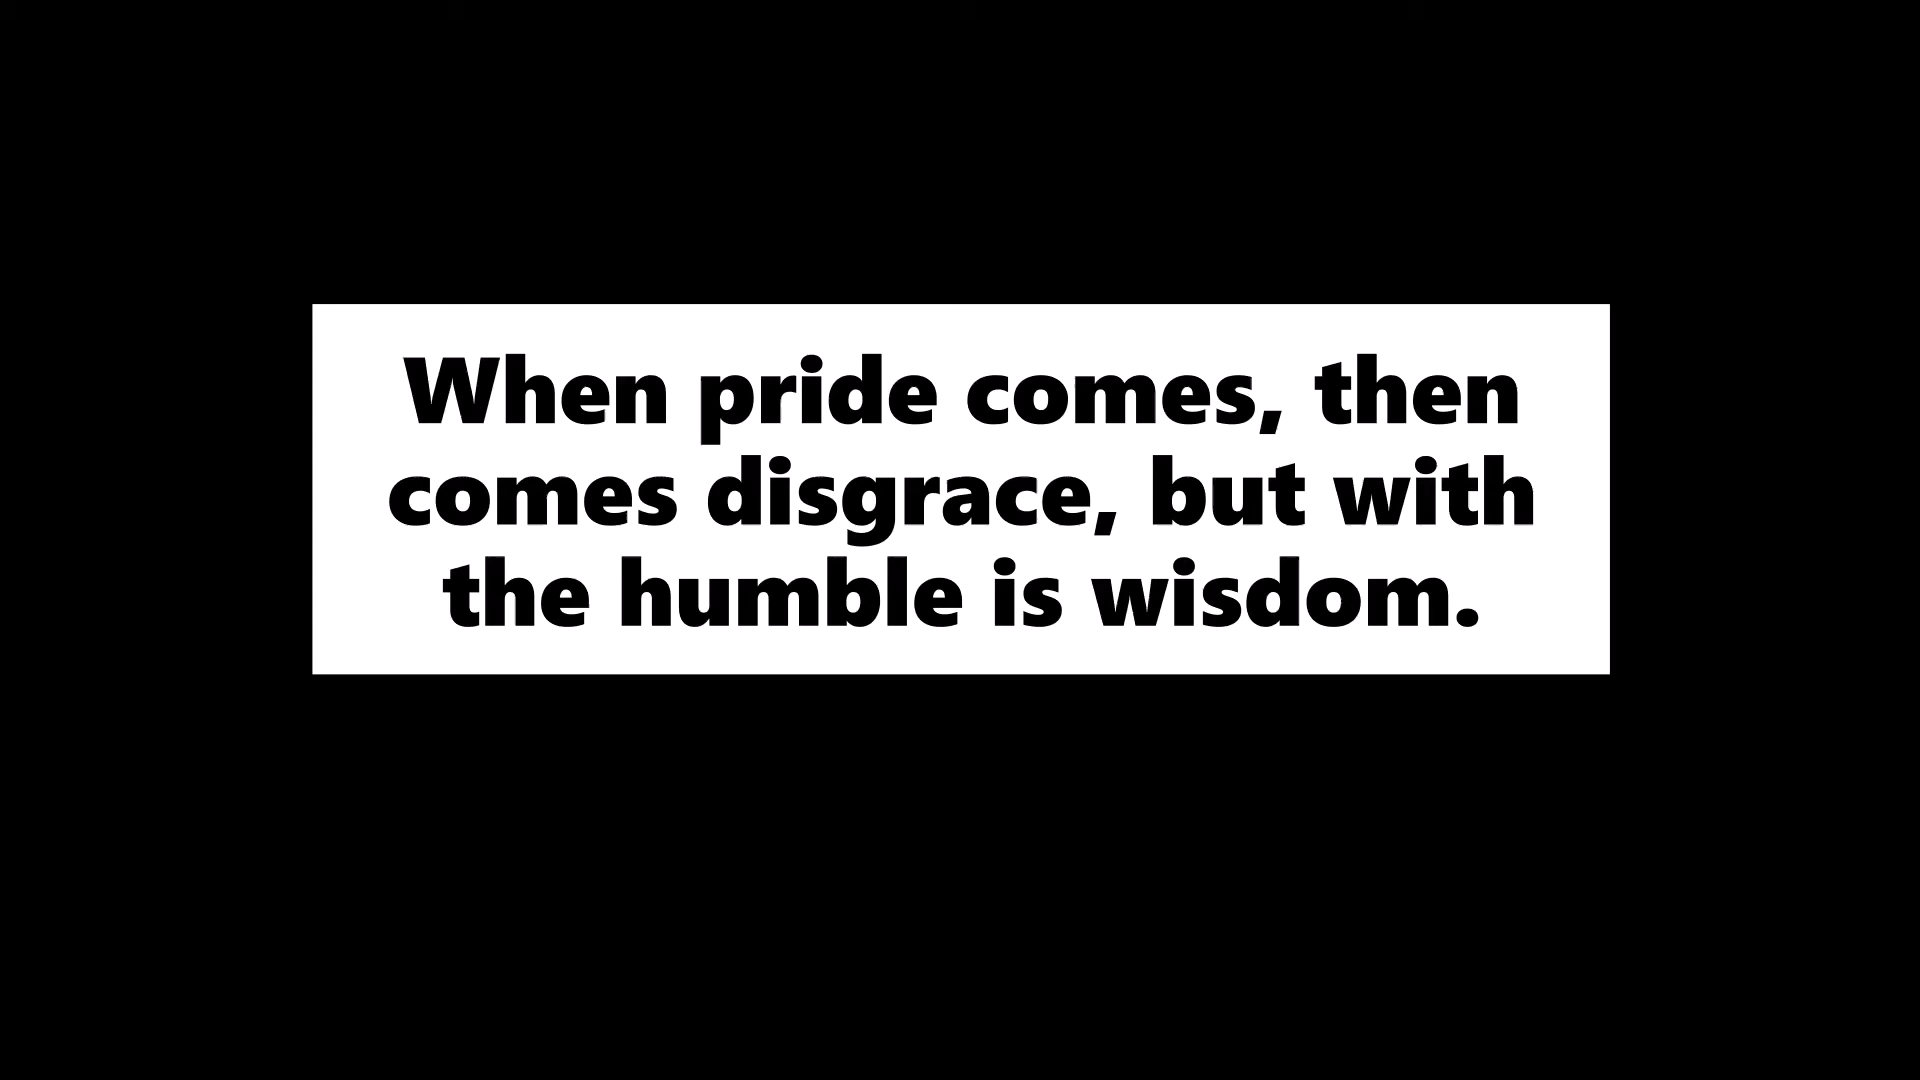 When pride comes, then
comes disgrace, but with
the humble is wisdom.